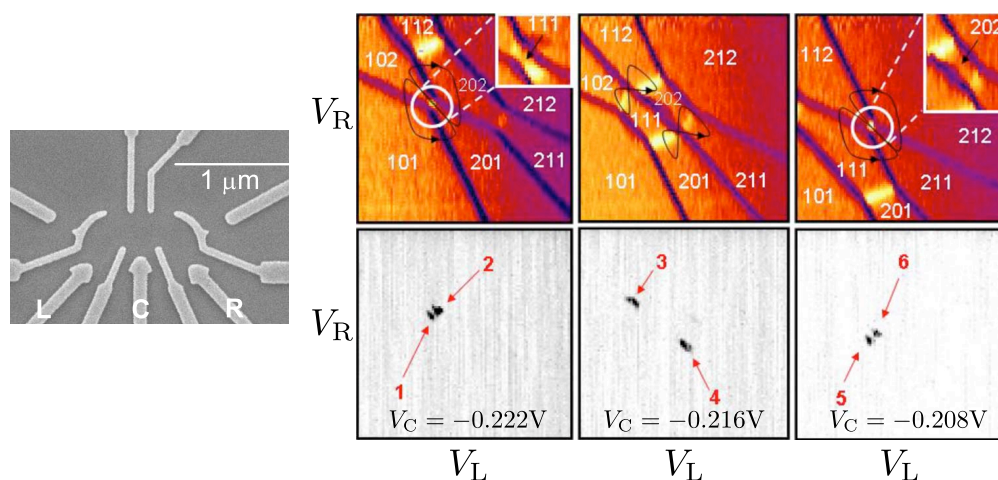 1 μm
L C R
V_R
112 111
102
202
212
101 201
211
112
212
102
202
111
101 201 211
202
112
212
111
211
101
201
V_R
2
1
V_C = −0.222V
3
4
V_C = −0.216V
6
5
V_C = −0.208V
V_L V_L V_L